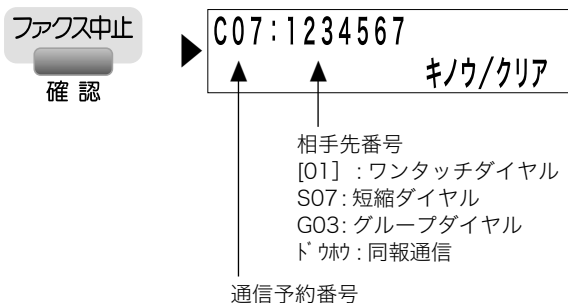 ファクス中止
確認
C07:1234567
キノウ/クリア
相手先番号
[01]:ワンタッチダイヤル
S07:短縮ダイヤル
G03:グループダイヤル
ﾄﾞｳﾎｳ:同報通信
通信予約番号